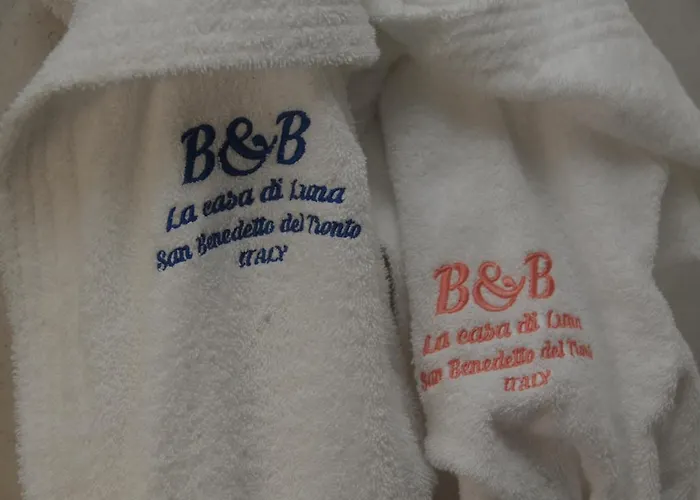 B&B
La casa di Luna
San Benedetto del Tronto
ITALY
B&B
La casa di Luna
San Benedetto del Tronto
ITALY